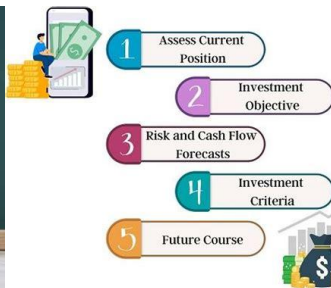 1
Assess Current
Position
2
Investment
Objective
3
Risk and Cash Flow
Forecasts
4
Investment
Criteria
5
Future Course
$
$